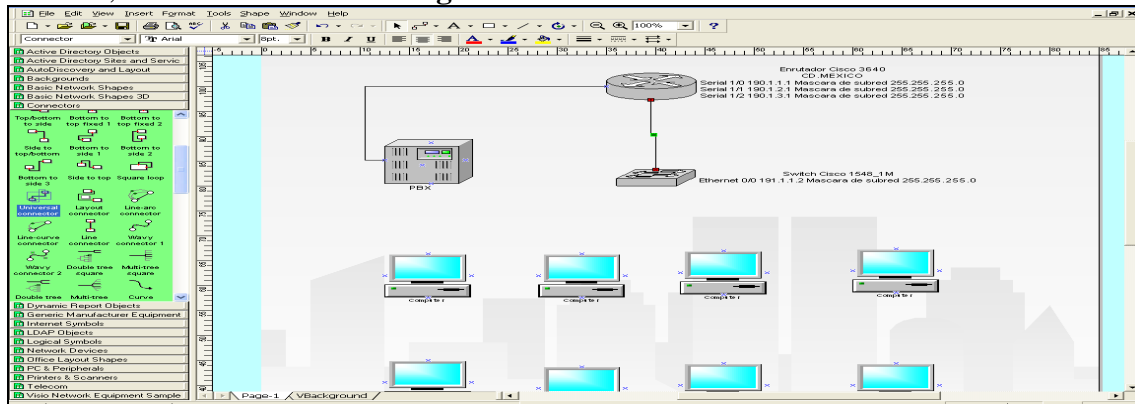 File Edit View Insert Format Tools Shape Window Help
100%
Connector Arial 8pt. B I U
Active Directory Objects
Active Directory Sites and Servic
AutoDiscovery and Layout
Backgrounds
Basic Network Shapes
Basic Network Shapes 3D
Connectors
Top/bottom to side Bottom to top fixed 1 Bottom to top fixed 2
Side to top/bottom Bottom to side 1 Bottom to side 2
Bottom to side 3 Side to top Square loop
Universal connector Layout connector Line-arc connector
Line-curve connector Line connector Wavy connector 1
Wavy connector 2 Double tree square Multi-tree square
Double tree Multi-tree Curve
Dynamic Report Objects
Generic Manufacturer Equipment
Internet Symbols
LDAP Objects
Logical Symbols
Network Devices
Office Layout Shapes
PC & Peripherals
Printers & Scanners
Telecom
Visio Network Equipment Sample
Enrutador Cisco 3640
CD.MEXICO
Serial 1/0 190.1.1.1 Mascara de subred 255.255.255.0
Serial 1/1 190.1.2.1 Mascara de subred 255.255.255.0
Serial 1/2 190.1.3.1 Mascara de subred 255.255.255.0
PBX
Switch Cisco 1548_1M
Ethernet 0/0 191.1.1.2 Mascara de subred 255.255.255.0
Computer Computer Computer Computer
Page-1 VBackground